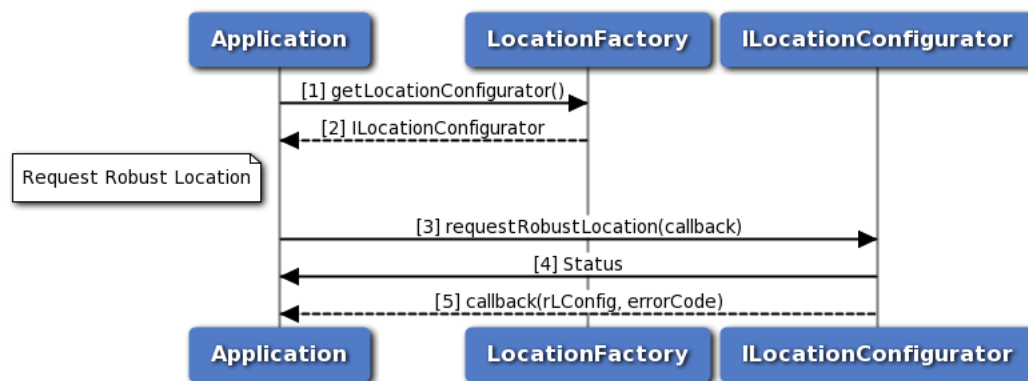 Application
LocationFactory
ILocationConfigurator
[1] getLocationConfigurator()
[2] ILocationConfigurator
Request Robust Location
[3] requestRobustLocation(callback)
[4] Status
[5] callback(rLConfig, errorCode)
Application
LocationFactory
ILocationConfigurator